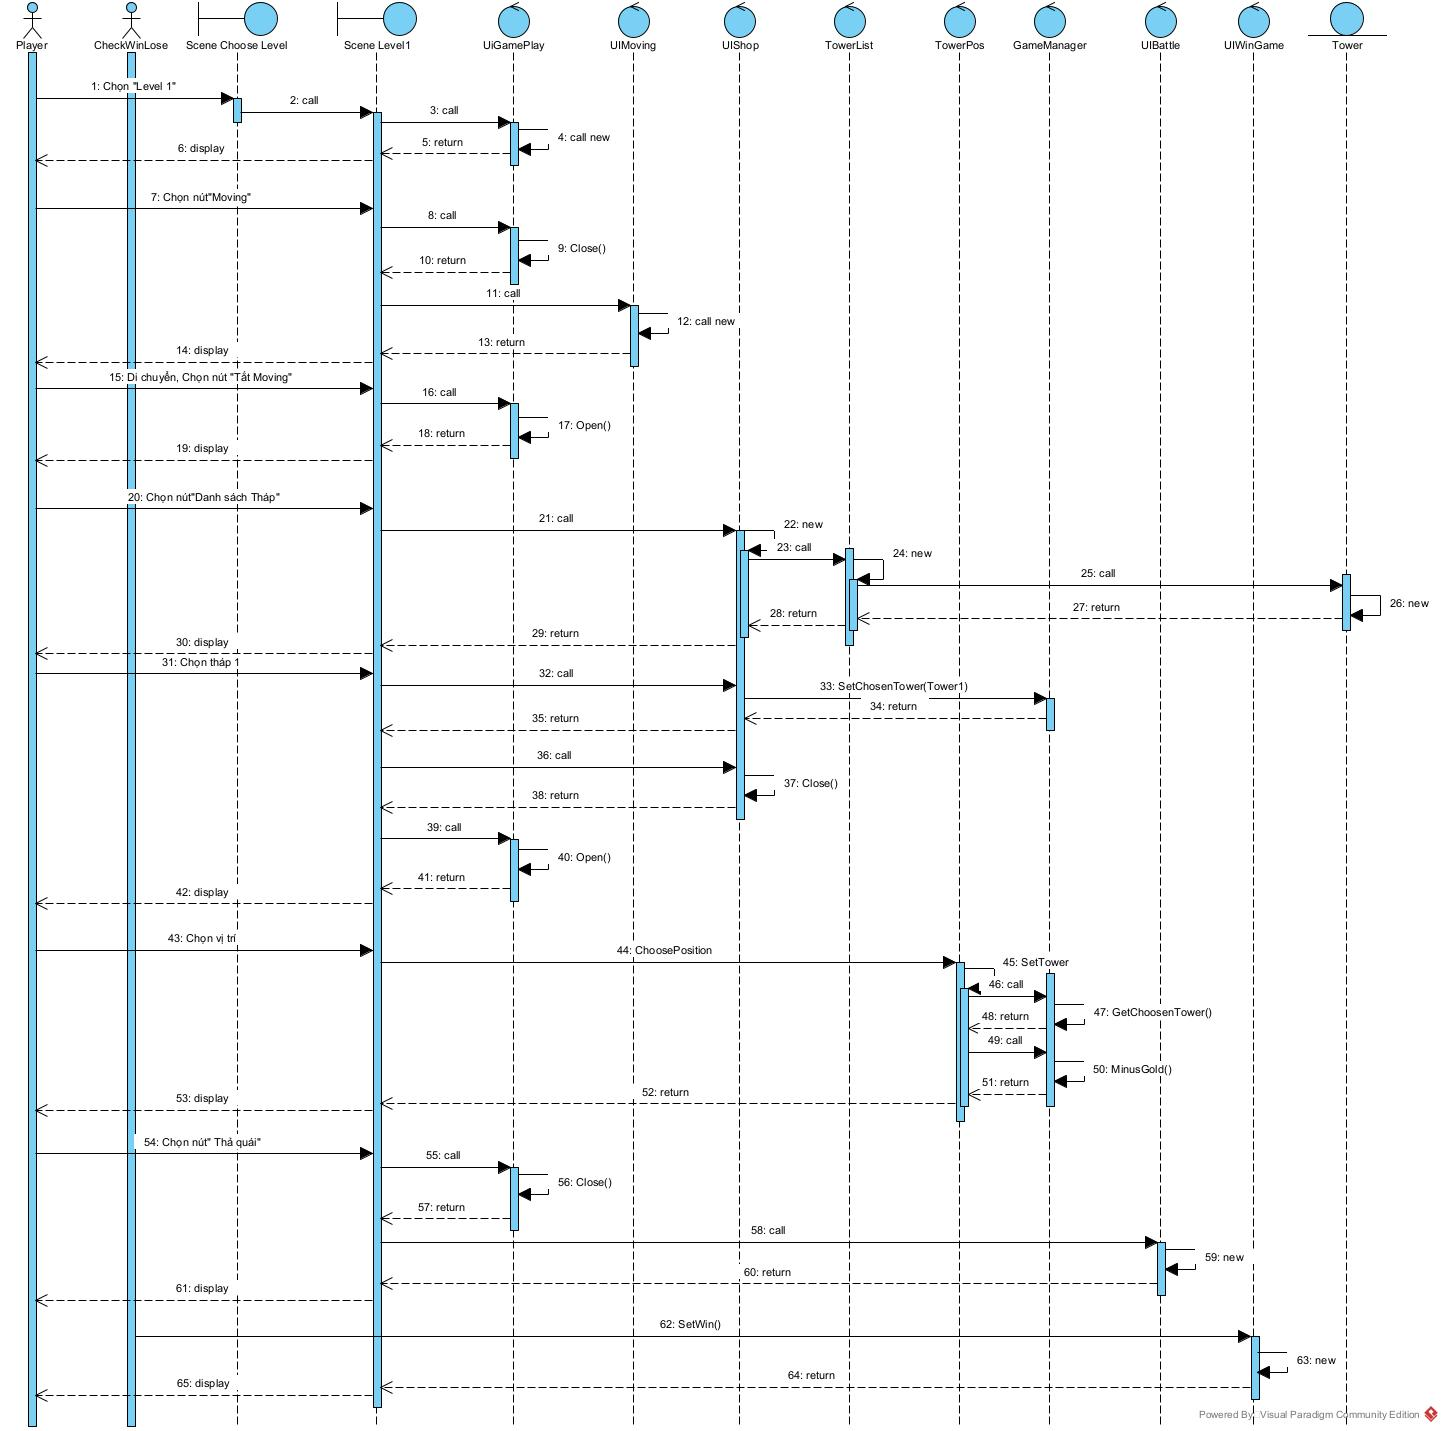 Player
CheckWinLose
Scene Choose Level
Scene Level1
UiGamePlay
UIMoving
UIShop
TowerList
TowerPos
GameManager
UIBattle
UIWinGame
Tower
1: Chọn "Level 1"
2: call
3: call
4: call new
5: return
6: display
7: Chọn nút"Moving"
8: call
9: Close()
10: return
11: call
12: call new
13: return
14: display
15: Di chuyển, Chọn nút "Tắt Moving"
16: call
17: Open()
18: return
19: display
20: Chọn nút"Danh sách Tháp"
21: call
22: new
23: call
24: new
25: call
26: new
27: return
28: return
29: return
30: display
31: Chọn tháp 1
32: call
33: SetChosenTower(Tower1)
34: return
35: return
36: call
37: Close()
38: return
39: call
40: Open()
41: return
42: display
43: Chọn vị trí
44: ChoosePosition
45: SetTower
46: call
47: GetChoosenTower()
48: return
49: call
50: MinusGold()
51: return
52: return
53: display
54: Chọn nút" Thả quái"
55: call
56: Close()
57: return
58: call
59: new
60: return
61: display
62: SetWin()
63: new
64: return
65: display
Powered By: Visual Paradigm Community Edition